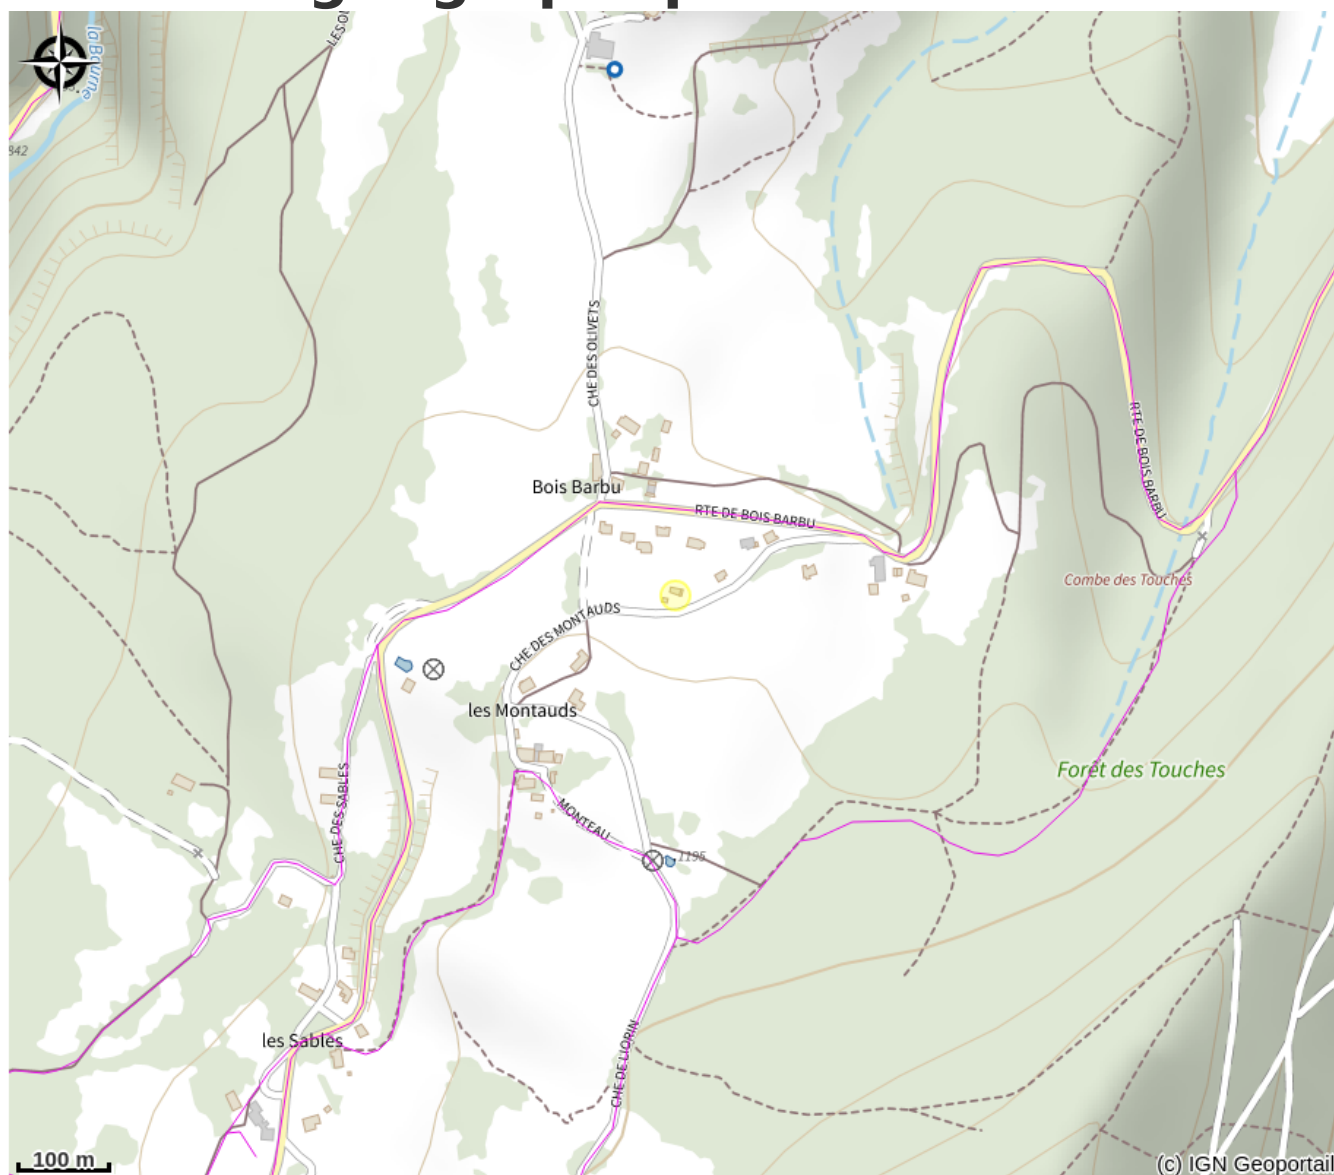 la Bourne
842
CHE DES OLIVETS
Bois Barbu
RTE DE BOIS BARBU
RTE DE BOIS BARBU
Combe des Touches
CHE DES MONTAUDS
les Montauds
Forêt des Touches
CHE DES SABLES
MONTEAU
1195
les Sables
CHE DE LIORIN
100 m
(c) IGN Geoportail